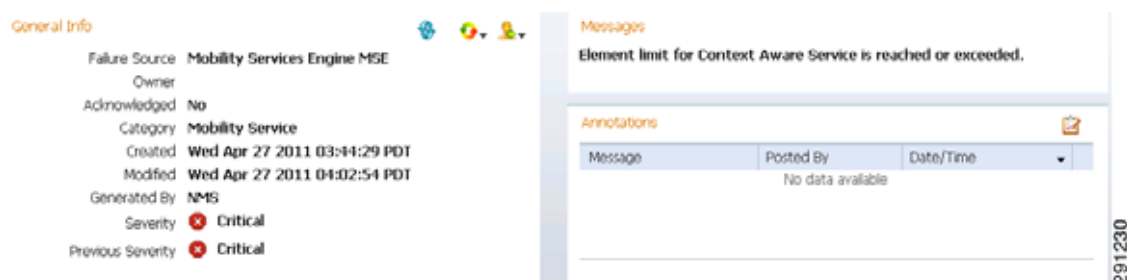 General Info
Failure Source Mobility Services Engine MSE
Owner
Acknowledged No
Category Mobility Service
Created Wed Apr 27 2011 03:44:29 PDT
Modified Wed Apr 27 2011 04:02:54 PDT
Generated By NMS
Severity Critical
Previous Severity Critical
Messages
Element limit for Context Aware Service is reached or exceeded.
Annotations
Message Posted By Date/Time
No data available
291230